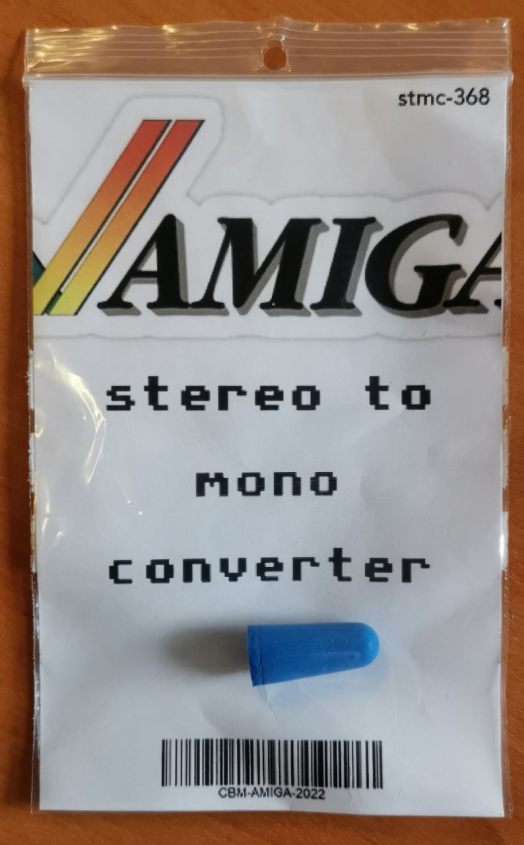 stmc-368
AMIGA
stereo to
mono
converter
CBM-AMIGA-2022